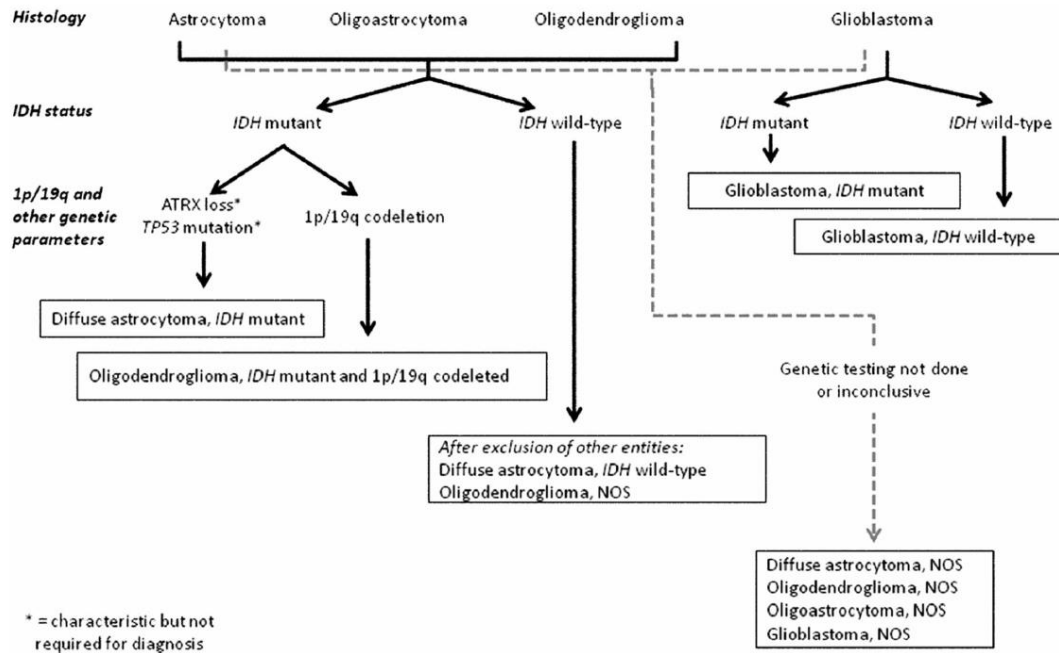 Histology
Astrocytoma
Oligoastrocytoma
Oligodendroglioma
Glioblastoma
IDH status
IDH mutant
IDH wild-type
IDH mutant
IDH wild-type
1p/19q and
other genetic
parameters
ATRX loss*
TP53 mutation*
1p/19q codeletion
Glioblastoma, IDH mutant
Glioblastoma, IDH wild-type
Diffuse astrocytoma, IDH mutant
Oligodendroglioma, IDH mutant and 1p/19q codeleted
Genetic testing not done
or inconclusive
After exclusion of other entities:
Diffuse astrocytoma, IDH wild-type
Oligodendroglioma, NOS
Diffuse astrocytoma, NOS
Oligodendroglioma, NOS
Oligoastrocytoma, NOS
Glioblastoma, NOS
* = characteristic but not
required for diagnosis